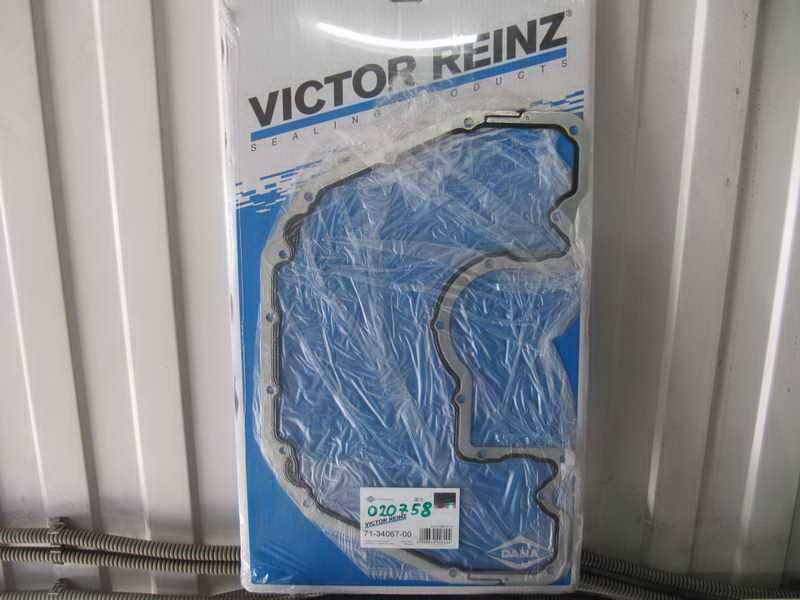 VICTOR REINZ®
SEALING PRODUCTS
020758
VICTOR REINZ
71-34067-00
DANA